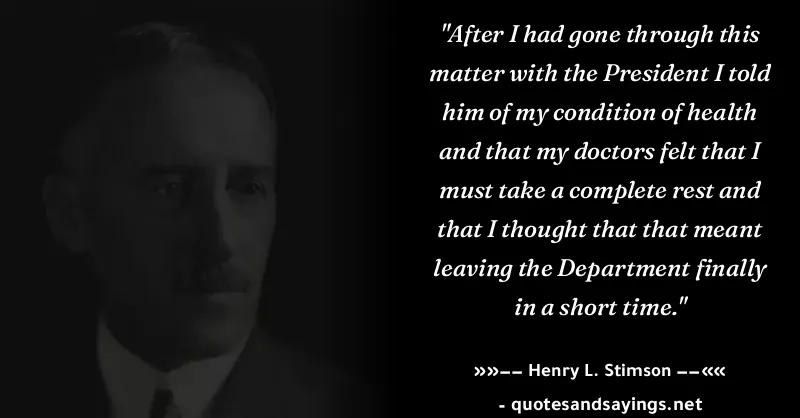 "After I had gone through this
matter with the President I told
him of my condition of health
and that my doctors felt that I
must take a complete rest and
that I thought that that meant
leaving the Department finally
in a short time."
»»−− Henry L. Stimson −−««
- quotesandsayings.net